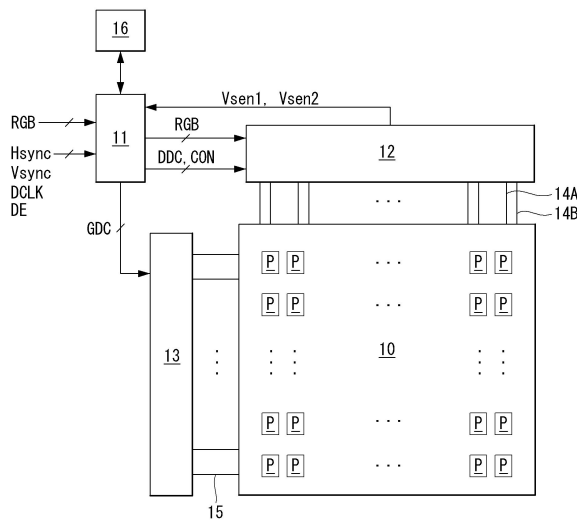 16
Vsen1, Vsen2
RGB
RGB
11
12
Hsync
DDC, CON
Vsync
DCLK
DE
14A
14B
GDC
P P ... P P
P P ... P P
13
10
P P ... P P
P P ... P P
15